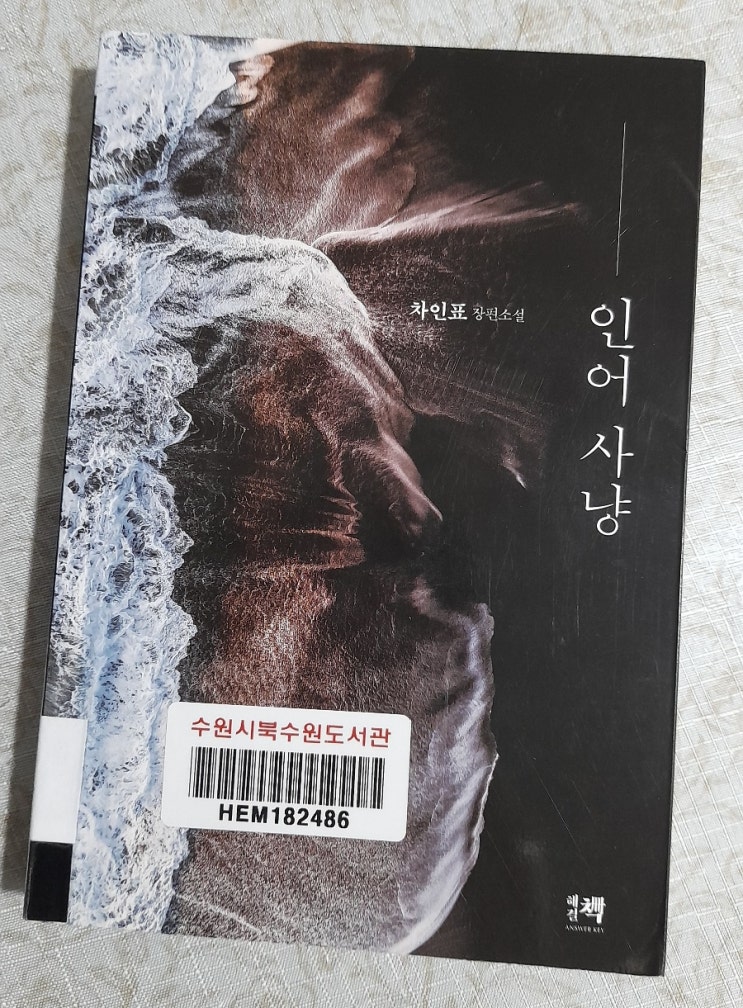 차인표 장편소설
인어 사냥
수원시북수원도서관
HEM182486
해결책
ANSWER KEY